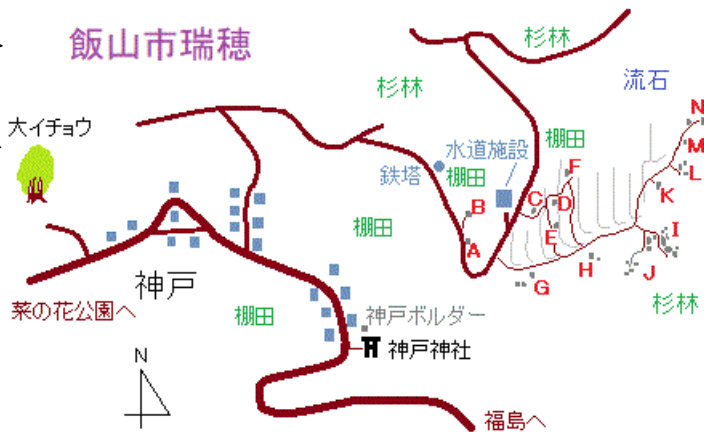 飯山市瑞穂
杉林
流石
杉林
大イチョウ
水道施設
棚田
鉄塔
棚田
N
M
L
K
F
C
D
B
E
A
I
J
H
G
棚田
神戸
杉林
菜の花公園へ
棚田
神戸ボルダー
神戸神社
N
福島へ